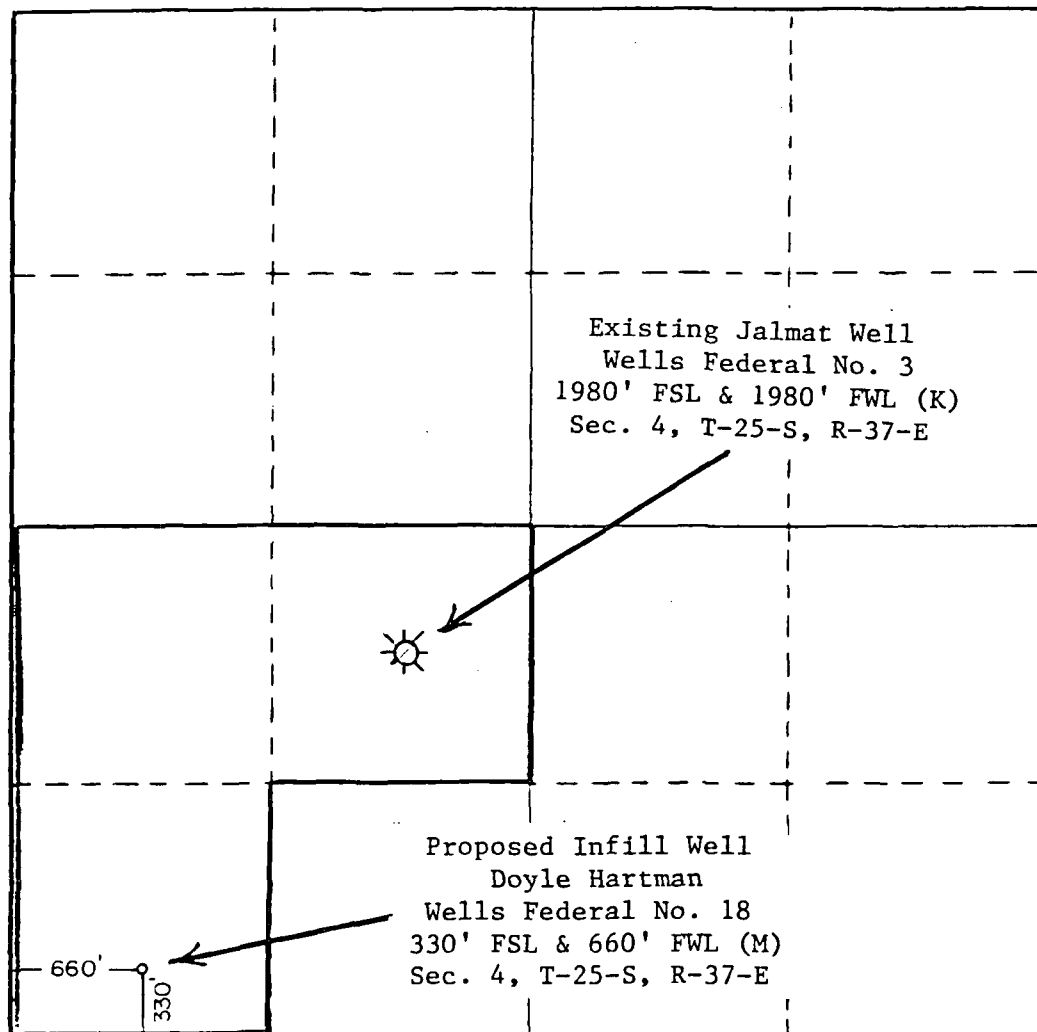 Existing Jalmat Well
Wells Federal No. 3
1980' FSL & 1980' FWL (K)
Sec. 4, T-25-S, R-37-E
Proposed Infill Well
Doyle Hartman
Wells Federal No. 18
330' FSL & 660' FWL (M)
Sec. 4, T-25-S, R-37-E
660'
330'